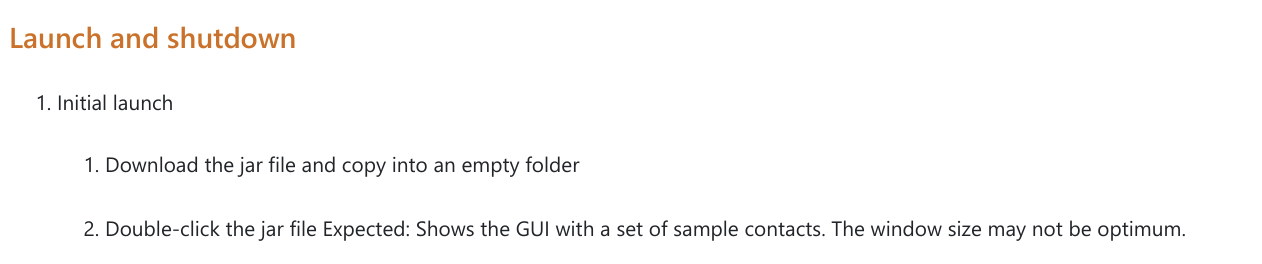 Launch and shutdown
1. Initial launch
1. Download the jar file and copy into an empty folder
2. Double-click the jar file Expected: Shows the GUI with a set of sample contacts. The window size may not be optimum.